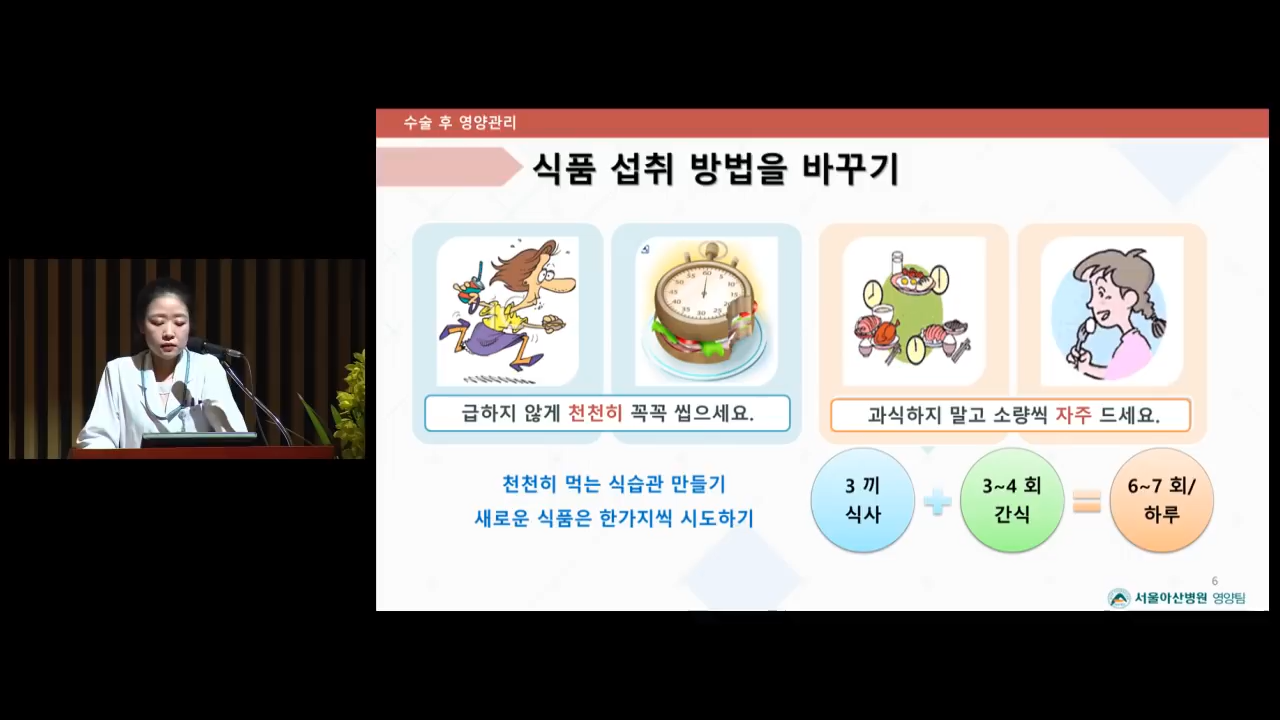 수술 후 영양관리
식품 섭취 방법을 바꾸기
급하지 않게 천천히 꼭꼭 씹으세요.
과식하지 말고 소량씩 자주 드세요.
천천히 먹는 식습관 만들기
새로운 식품은 한가지씩 시도하기
3 끼
식사
3~4 회
간식
6~7 회/
하루
6
서울아산병원 영양팀